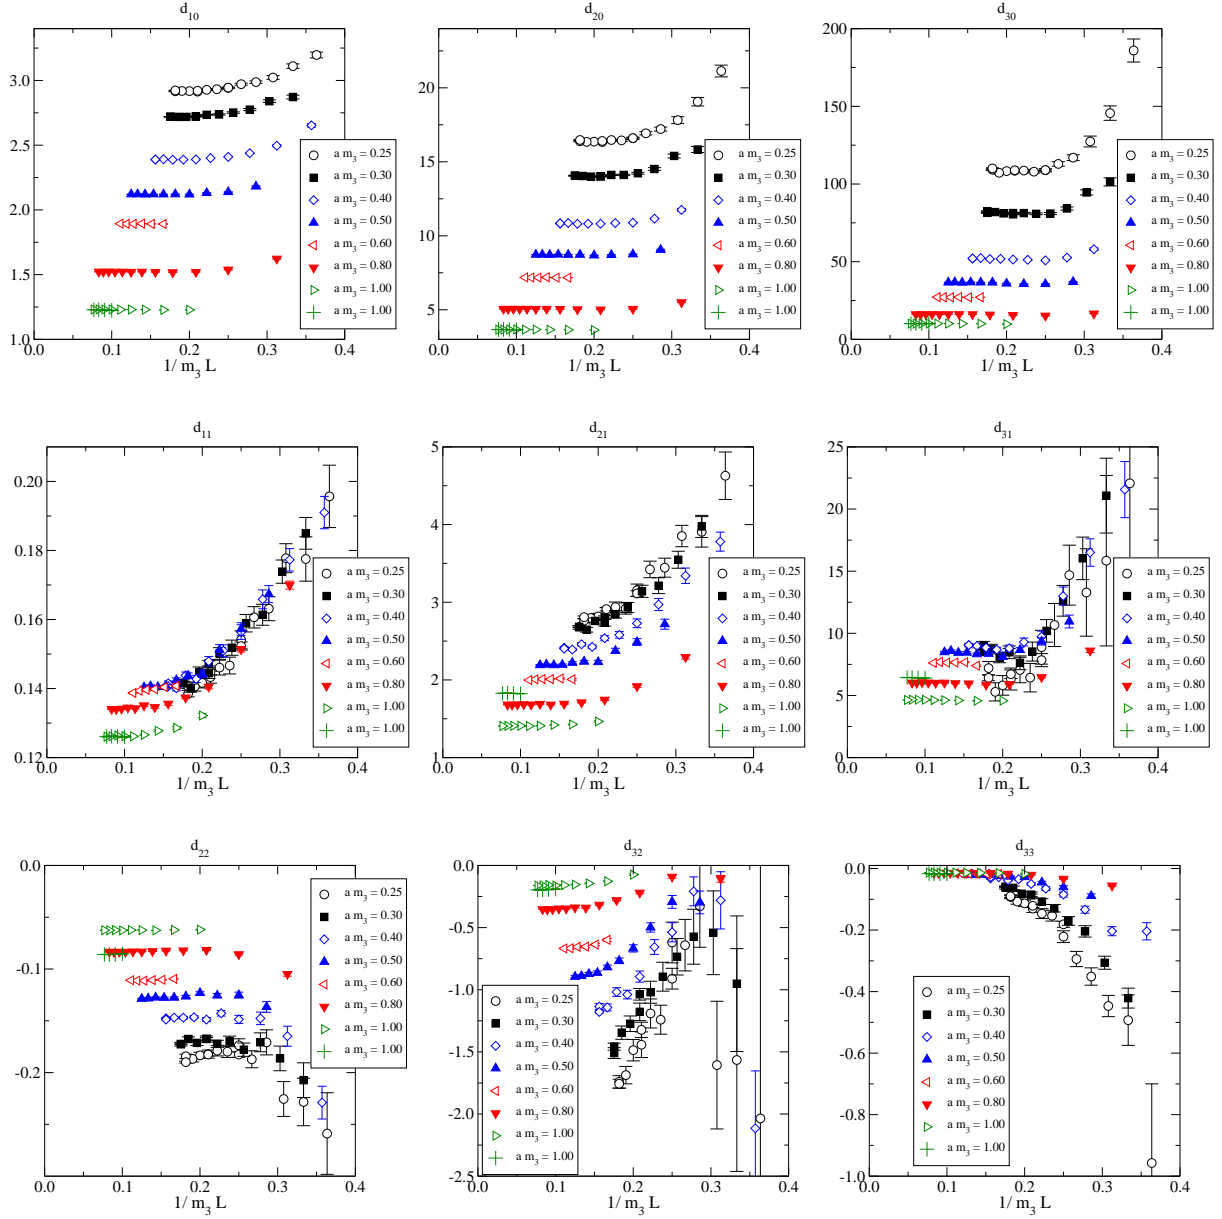 d10
3.0
2.5
2.0
1.5
1.0
0.0 0.1 0.2 0.3 0.4
1/ m3 L
a m3 = 0.25
a m3 = 0.30
a m3 = 0.40
a m3 = 0.50
a m3 = 0.60
a m3 = 0.80
a m3 = 1.00
a m3 = 1.00
d20
20
15
10
5
0.0 0.1 0.2 0.3 0.4
1/ m3 L
a m3 = 0.25
a m3 = 0.30
a m3 = 0.40
a m3 = 0.50
a m3 = 0.60
a m3 = 0.80
a m3 = 1.00
a m3 = 1.00
d30
200
150
100
50
0
0.0 0.1 0.2 0.3 0.4
1/ m3 L
a m3 = 0.25
a m3 = 0.30
a m3 = 0.40
a m3 = 0.50
a m3 = 0.60
a m3 = 0.80
a m3 = 1.00
a m3 = 1.00
d11
0.20
0.18
0.16
0.14
0.12
0.0 0.1 0.2 0.3 0.4
1/ m3 L
a m3 = 0.25
a m3 = 0.30
a m3 = 0.40
a m3 = 0.50
a m3 = 0.60
a m3 = 0.80
a m3 = 1.00
a m3 = 1.00
d21
5
4
3
2
1
0.0 0.1 0.2 0.3 0.4
1/ m3 L
a m3 = 0.25
a m3 = 0.30
a m3 = 0.40
a m3 = 0.50
a m3 = 0.60
a m3 = 0.80
a m3 = 1.00
a m3 = 1.00
d31
25
20
15
10
5
0
0.0 0.1 0.2 0.3 0.4
1/ m3 L
a m3 = 0.25
a m3 = 0.30
a m3 = 0.40
a m3 = 0.50
a m3 = 0.60
a m3 = 0.80
a m3 = 1.00
a m3 = 1.00
d22
0.0
-0.1
-0.2
0.0 0.1 0.2 0.3 0.4
1/ m3 L
a m3 = 0.25
a m3 = 0.30
a m3 = 0.40
a m3 = 0.50
a m3 = 0.60
a m3 = 0.80
a m3 = 1.00
a m3 = 1.00
d32
0.0
-0.5
-1.0
-1.5
-2.0
-2.5
0.0 0.1 0.2 0.3 0.4
1/ m3 L
a m3 = 0.25
a m3 = 0.30
a m3 = 0.40
a m3 = 0.50
a m3 = 0.60
a m3 = 0.80
a m3 = 1.00
a m3 = 1.00
d33
0.0
-0.2
-0.4
-0.6
-0.8
-1.0
0.0 0.1 0.2 0.3 0.4
1/ m3 L
a m3 = 0.25
a m3 = 0.30
a m3 = 0.40
a m3 = 0.50
a m3 = 0.60
a m3 = 0.80
a m3 = 1.00
a m3 = 1.00